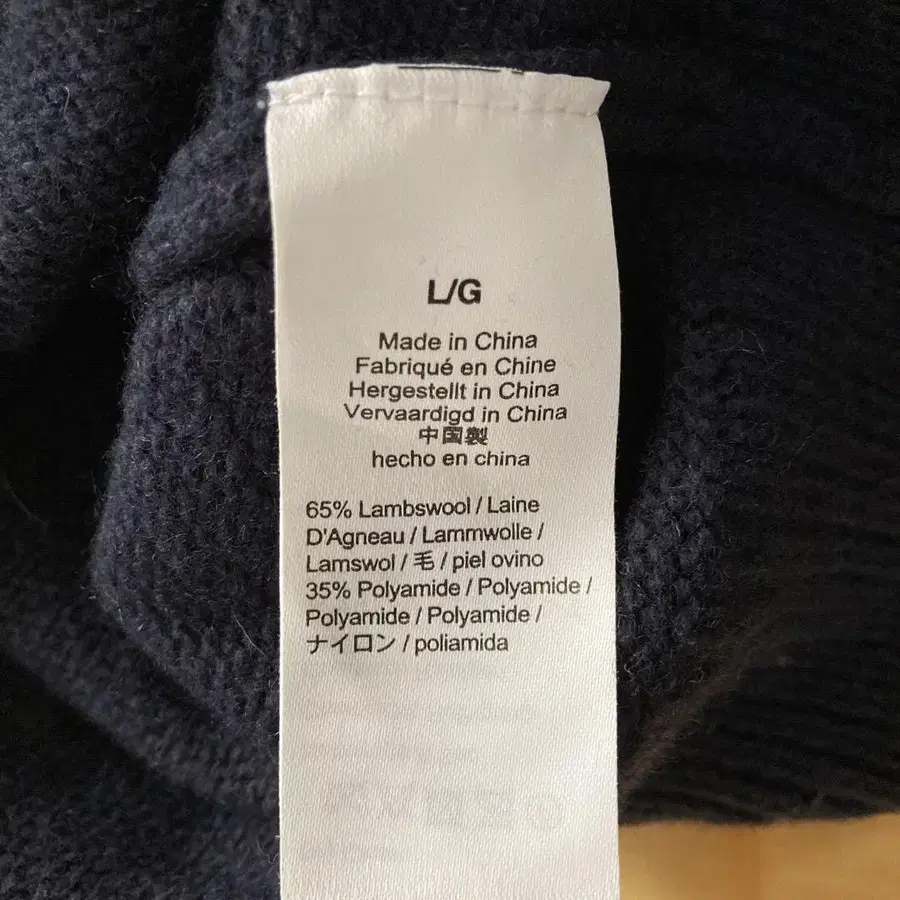 L/G
Made in China
Fabriqué en Chine
Hergestellt in China
Vervaardigd in China
中国製
hecho en china
65% Lambswool / Laine
D'Agneau / Lammwolle /
Lamswol / 毛 / piel ovino
35% Polyamide / Polyamide /
Polyamide / Polyamide /
ナイロン / poliamida